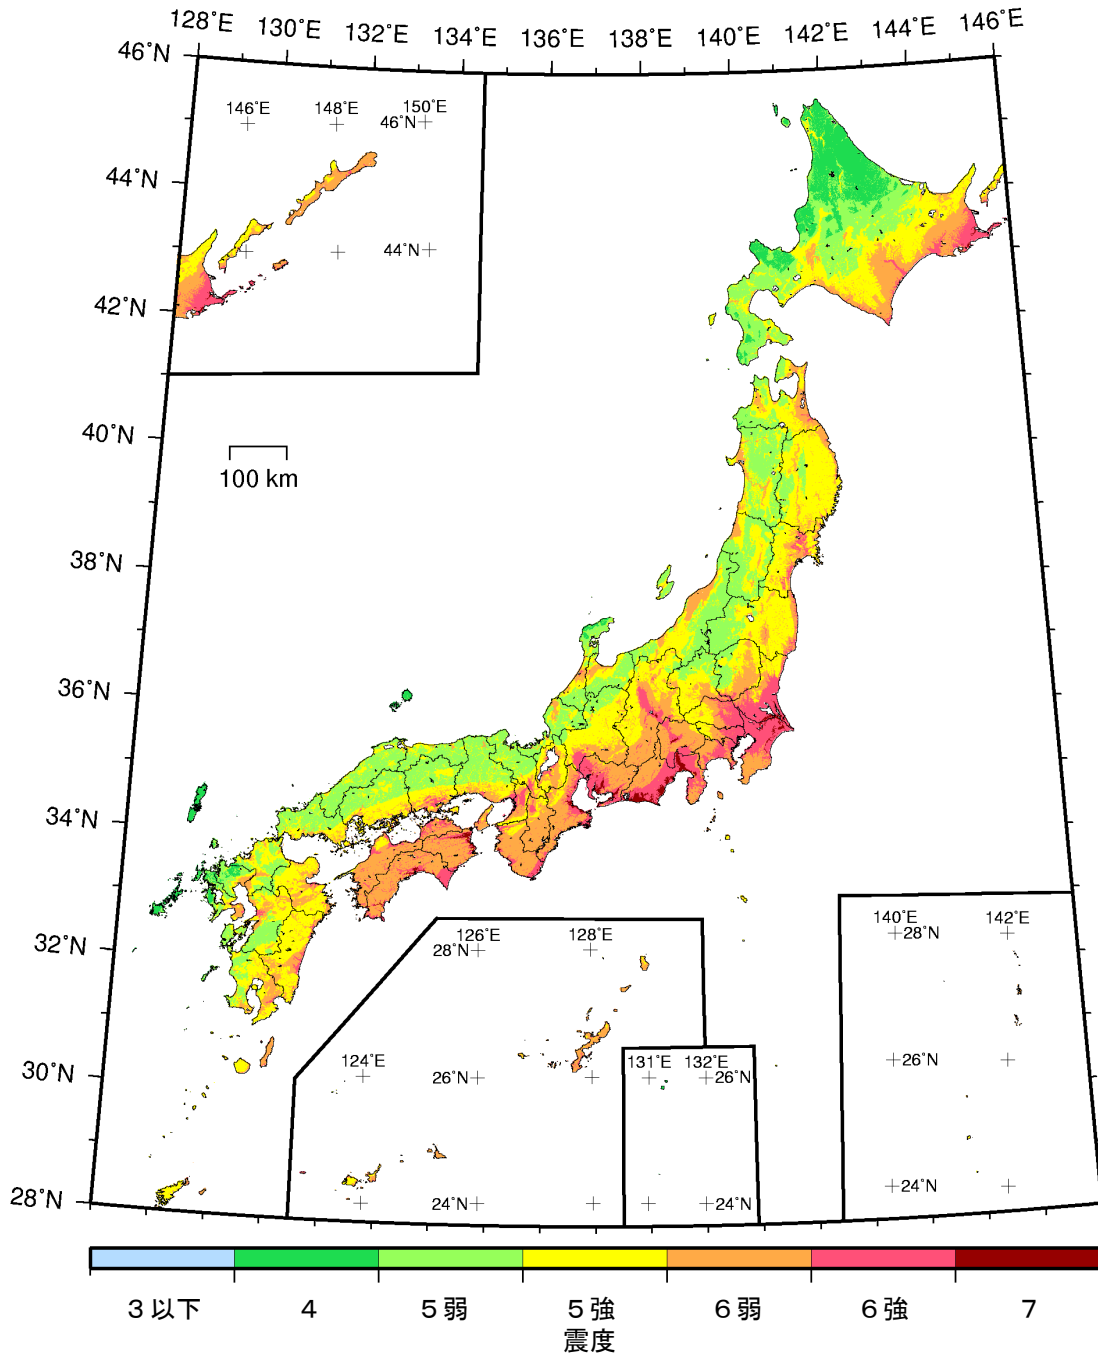 128°E 130°E 132°E 134°E 136°E 138°E 140°E 142°E 144°E 146°E
46°N
146°E 148°E 150°E
46°N
44°N
44°N
42°N
40°N
100 km
38°N
36°N
34°N
32°N
126°E 128°E
28°N
140°E 142°E
28°N
124°E
26°N
131°E 132°E
26°N
26°N
30°N
24°N
24°N
24°N
28°N
3以下 4 5弱 5強 6弱 6強 7
震度